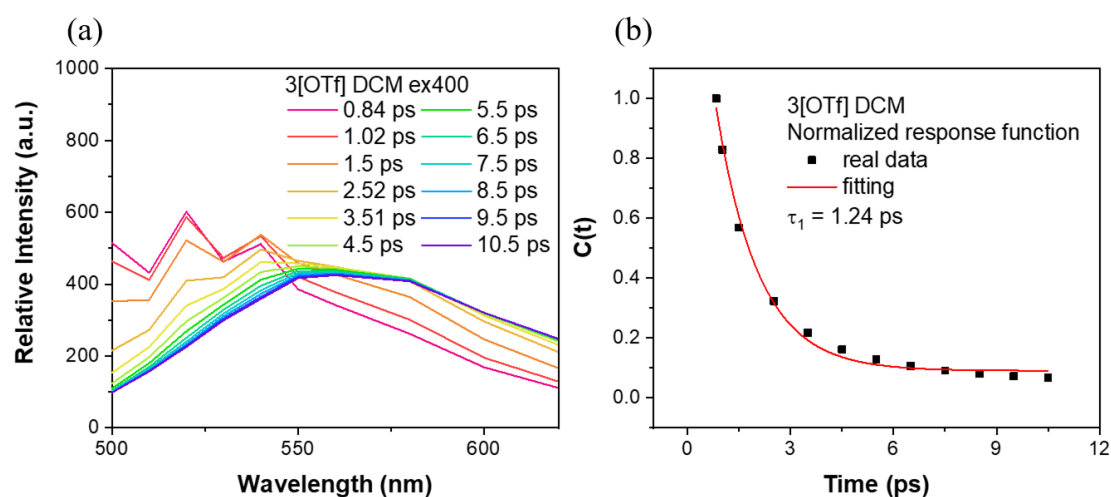 (a)
(b)
Relative Intensity (a.u.)
1000
800
600
400
200
0
3[OTf] DCM ex400
0.84 ps 5.5 ps
1.02 ps 6.5 ps
1.5 ps 7.5 ps
2.52 ps 8.5 ps
3.51 ps 9.5 ps
4.5 ps 10.5 ps
500 550 600
Wavelength (nm)
C(t)
1.0
0.8
0.6
0.4
0.2
0.0
3[OTf] DCM
Normalized response function
real data
fitting
τ1 = 1.24 ps
0 3 6 9 12
Time (ps)